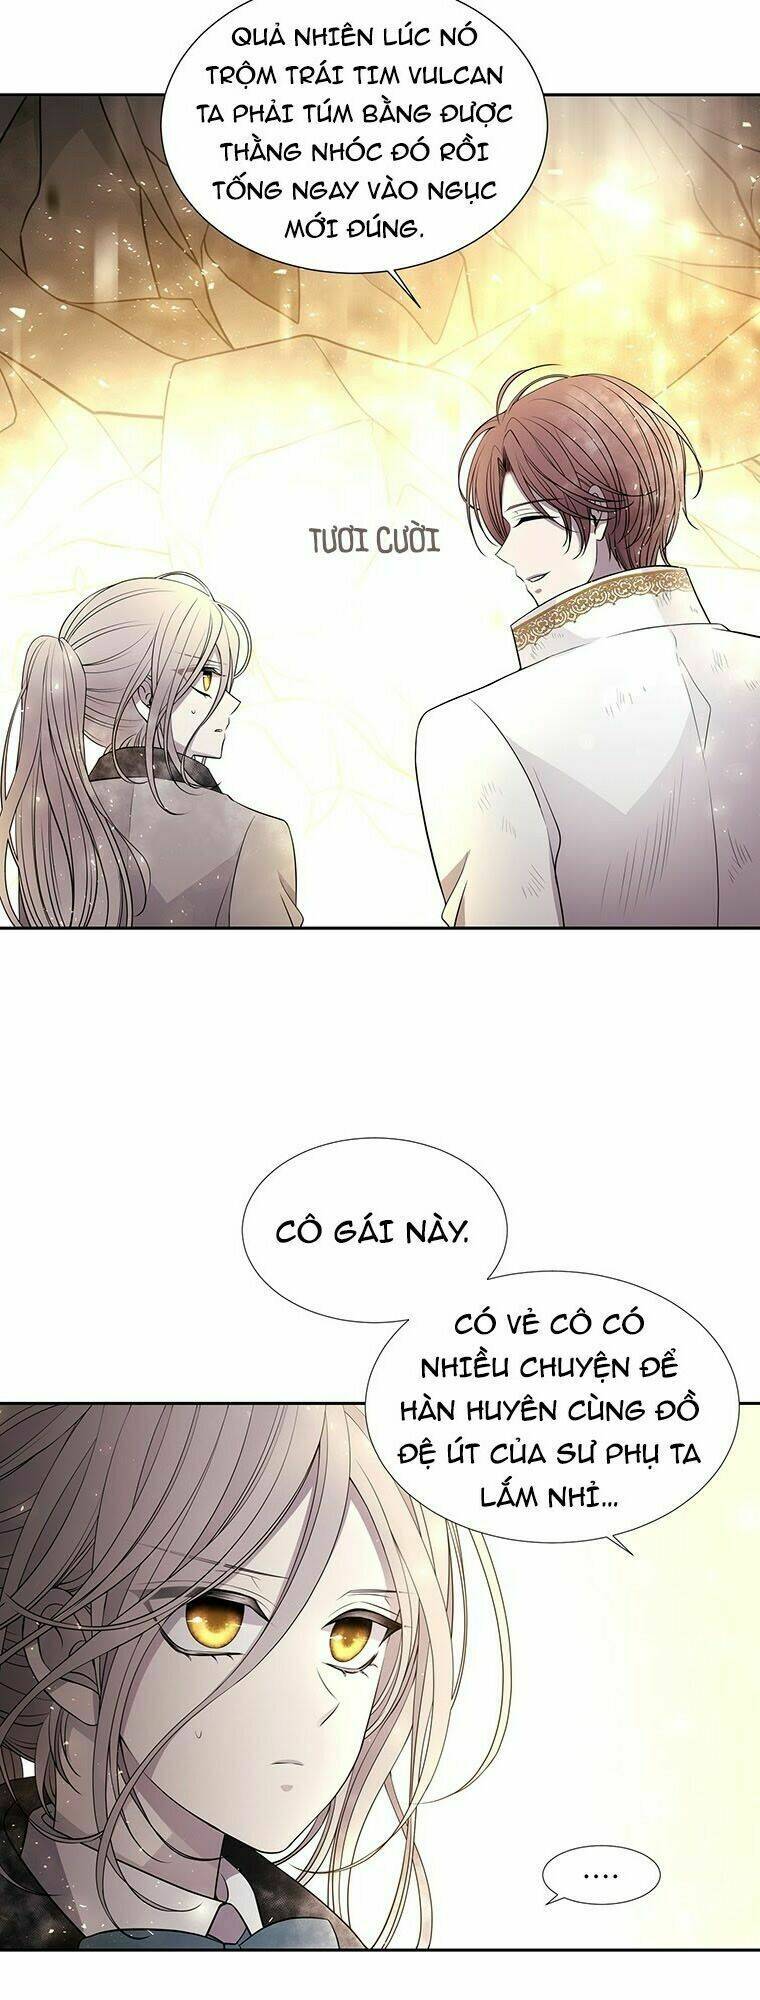 QUẢ NHIÊN LÚC NÓ
TRỘM TRÁI TIM VULCAN
TA PHẢI TÚM BẰNG ĐƯỢC
THẰNG NHÓC ĐÓ RỒI
TỐNG NGAY VÀO NGỤC
MỚI ĐÚNG.
TƯƠI CƯỜI
CÔ GÁI NÀY.
CÓ VẺ CÔ CÓ
NHIỀU CHUYỆN ĐỂ
HÀN HUYÊN CÙNG ĐỒ
ĐỆ ÚT CỦA SƯ PHỤ TA
LẮM NHỈ...
....